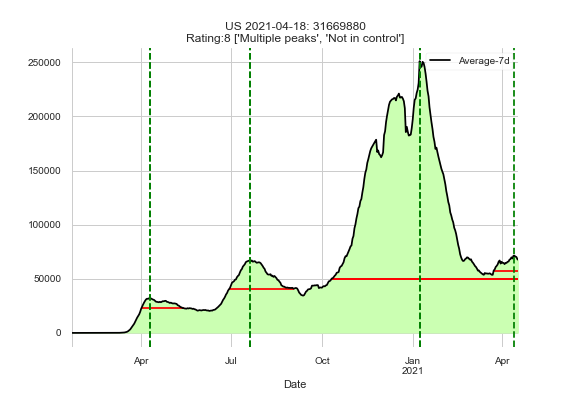 US 2021-04-18: 31669880
Rating:8 ['Multiple peaks', 'Not in control']
Average-7d
250000
200000
150000
100000
50000
0
Apr
Jul
Oct
Jan
2021
Apr
Date